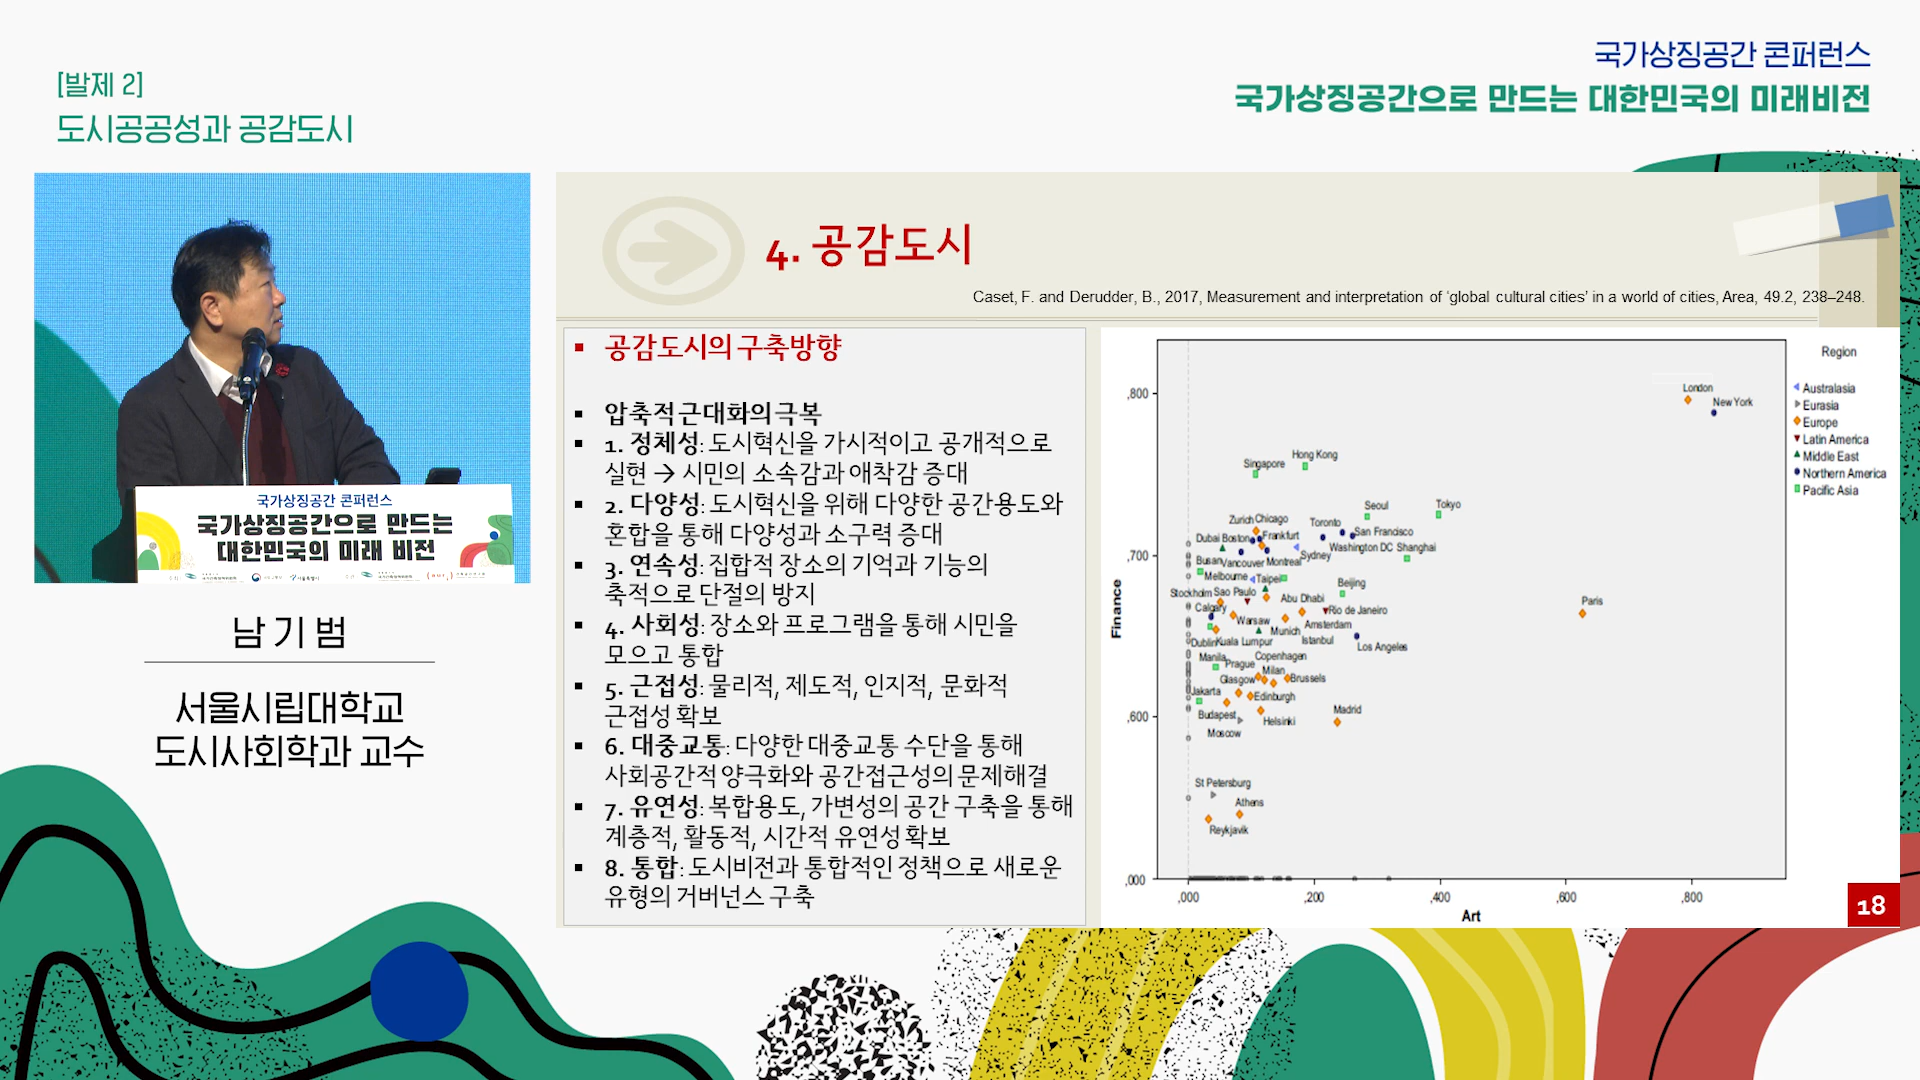 [발제 2]
도시공공성과 공감도시
국가상징공간 콘퍼런스
국가상징공간으로 만드는 대한민국의 미래비전
국가상징공간 콘퍼런스
국가상징공간으로 만드는
대한민국의 미래 비전
남기범
서울시립대학교
도시사회학과 교수
4. 공감도시
Caset, F. and Derudder, B., 2017, Measurement and interpretation of ‘global cultural cities’ in a world of cities, Area, 49.2, 238–248.
▪ 공감도시의 구축방향
▪ 압축적 근대화의 극복
▪ 1. 정체성: 도시혁신을 가시적이고 공개적으로
실현 → 시민의 소속감과 애착감 증대
▪ 2. 다양성: 도시혁신을 위해 다양한 공간용도와
혼합을 통해 다양성과 소구력 증대
▪ 3. 연속성: 집합적 장소의 기억과 기능의
축적으로 단절의 방지
▪ 4. 사회성: 장소와 프로그램을 통해 시민을
모으고 통합
▪ 5. 근접성: 물리적, 제도적, 인지적, 문화적
근접성 확보
▪ 6. 대중교통: 다양한 대중교통 수단을 통해
사회공간적 양극화와 공간접근성의 문제해결
▪ 7. 유연성: 복합용도, 가변성의 공간 구축을 통해
계층적, 활동적, 시간적 유연성 확보
▪ 8. 통합: 도시비전과 통합적인 정책으로 새로운
유형의 거버넌스 구축
Region
Australasia
Eurasia
Europe
Latin America
Middle East
Northern America
Pacific Asia
London
New York
Hong Kong
Singapore
Seoul
Tokyo
Zurich Chicago
Toronto
San Francisco
Dubai Boston
Frankfurt
Washington DC Shanghai
Sydney
Busan
Vancouver Montreal
Melbourne
Taipei
Beijing
Stockholm Sao Paulo
Abu Dhabi
Paris
Calgary
Rio de Janeiro
Warsaw
Amsterdam
Munich
Dublin
Kuala Lumpur
Istanbul
Los Angeles
Manila
Copenhagen
Prague
Milan
Glasgow
Brussels
Jakarta
Edinburgh
Budapest
Helsinki
Madrid
Moscow
St Petersburg
Athens
Reykjavik
,800
,700
,600
,000
Finance
,000
,200
,400
,600
,800
Art
18